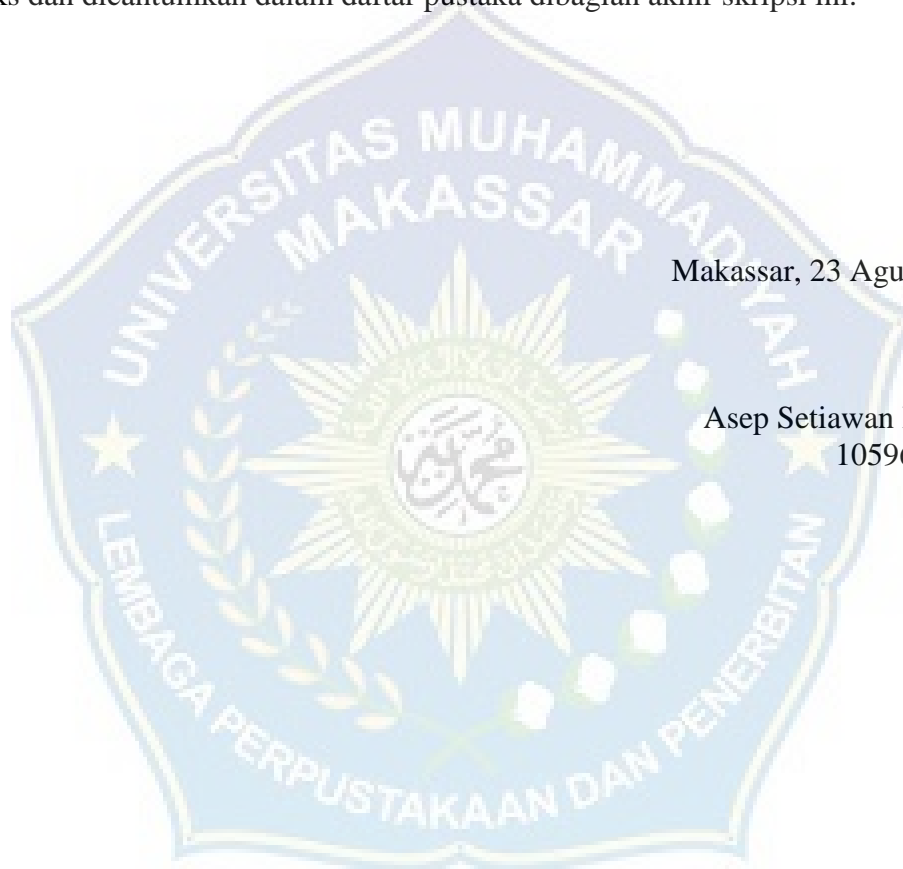 dan dicantumkan dalam daftar pustaka dibagian akhir skripsi ini.
UNIVERSITAS MUHAMMADIYAH
MAKASSAR
Makassar, 23 Agu
Asep Setiawan
1059
LEMBAGA PERPUSTAKAAN DAN PENERBITAN